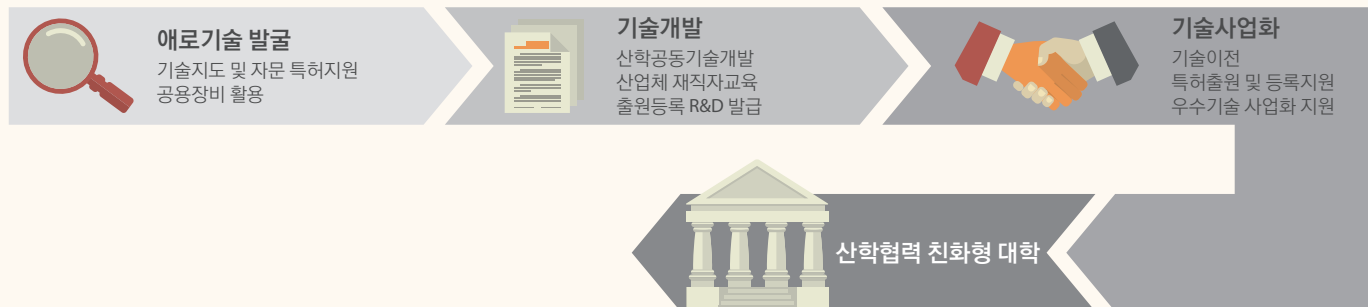 애로기술 발굴
기술지도 및 자문 특허지원
공용장비 활용
기술개발
산학공동기술개발
산업체 재직자교육
출원등록 R&D 발급
기술사업화
기술이전
특허출원 및 등록지원
우수기술 사업화 지원
산학협력 친화형 대학